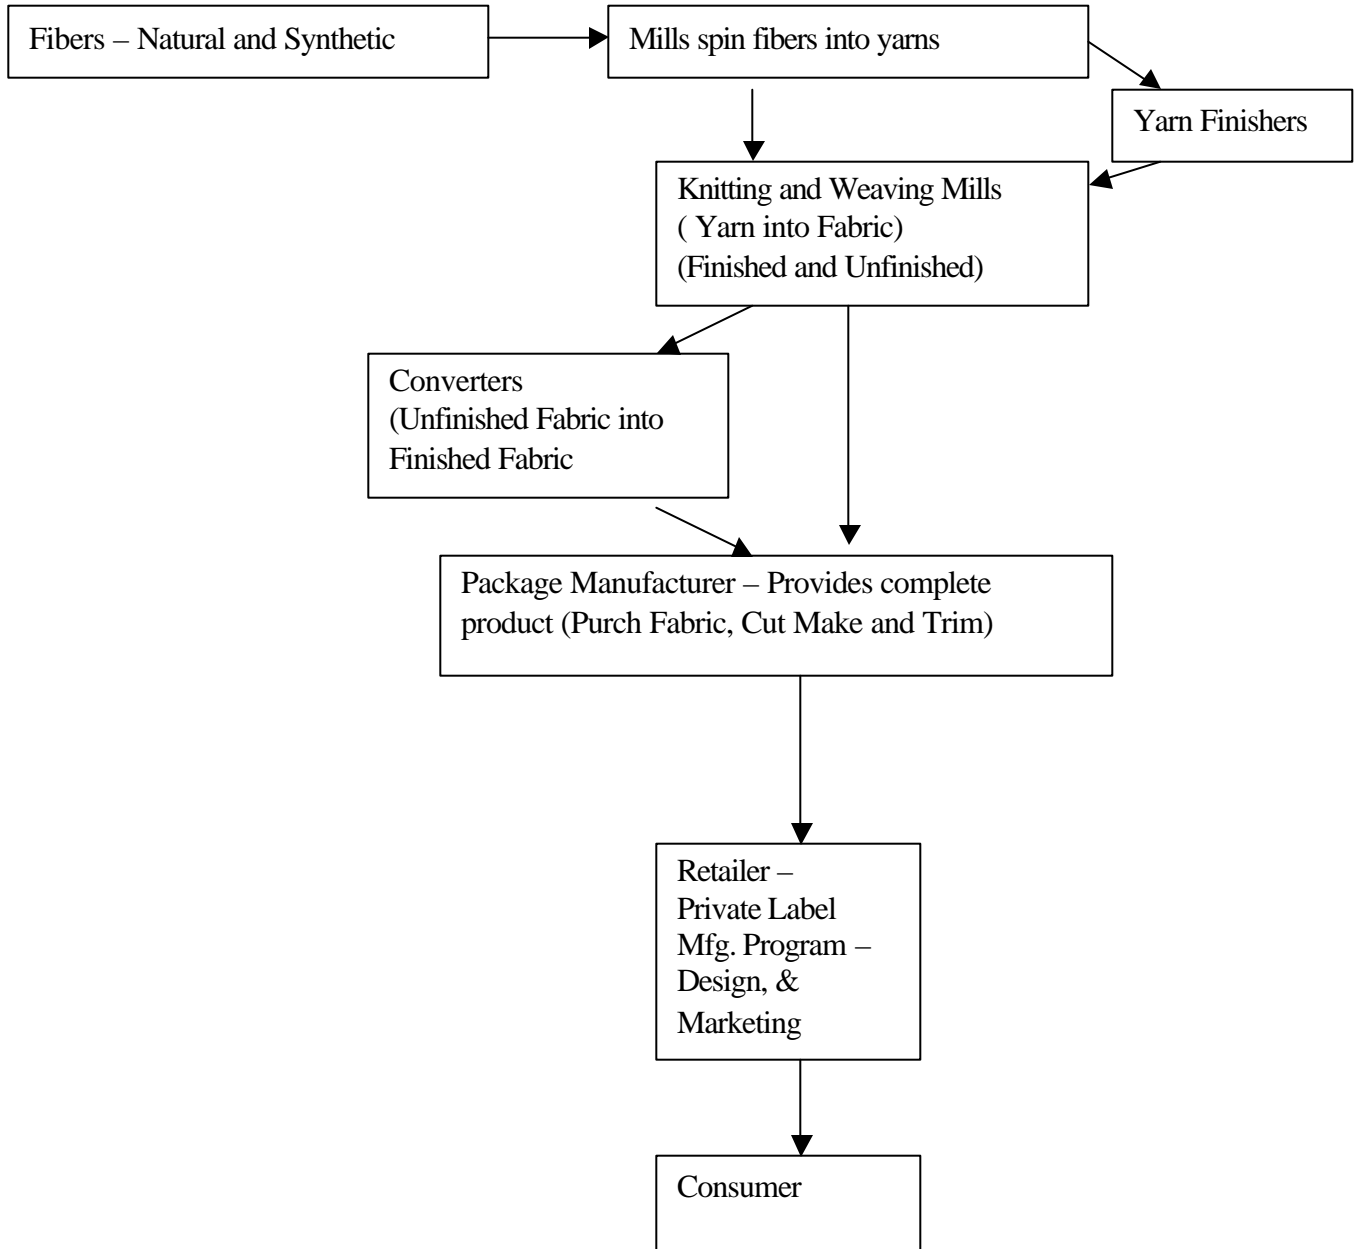 Fibers – Natural and Synthetic
Mills spin fibers into yarns
Yarn Finishers
Knitting and Weaving Mills
( Yarn into Fabric)
(Finished and Unfinished)
Converters
(Unfinished Fabric into
Finished Fabric
Package Manufacturer – Provides complete
product (Purch Fabric, Cut Make and Trim)
Retailer –
Private Label
Mfg. Program –
Design, &
Marketing
Consumer